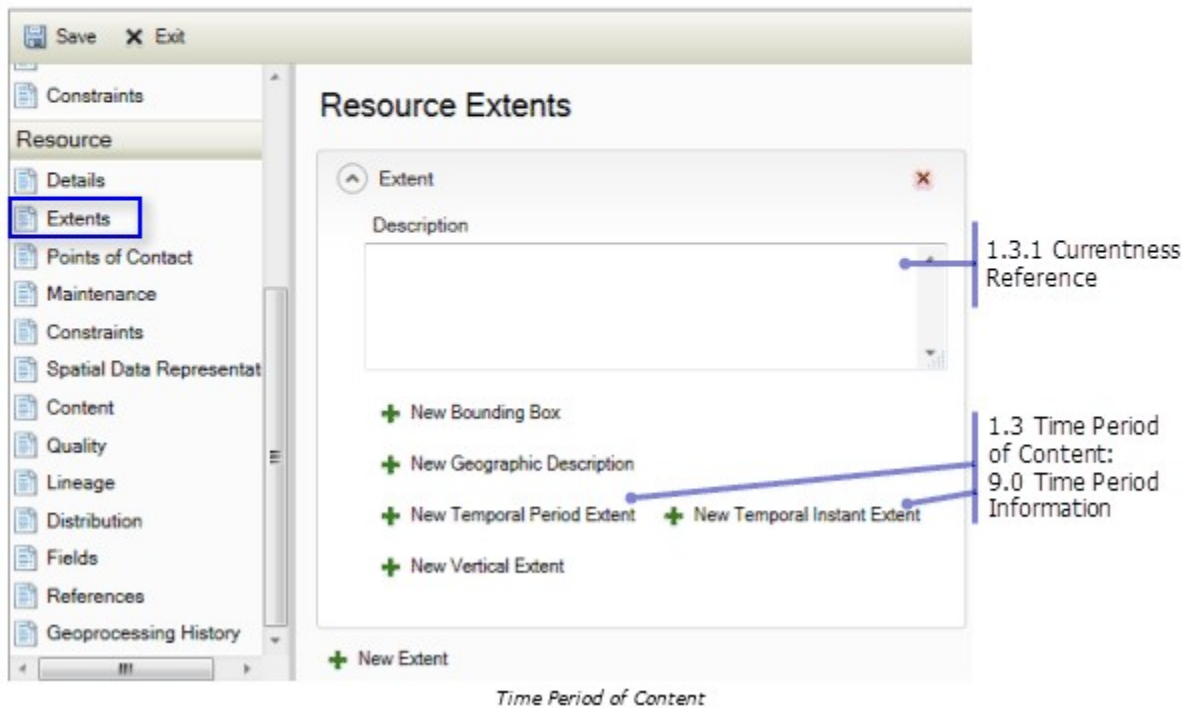 Save
Exit
Constraints
Resource
Details
Extents
Points of Contact
Maintenance
Constraints
Spatial Data Representat
Content
Quality
Lineage
Distribution
Fields
References
Geoprocessing History
Resource Extents
Extent
Description
New Bounding Box
New Geographic Description
New Temporal Period Extent
New Temporal Instant Extent
New Vertical Extent
New Extent
1.3.1 Currentness
Reference
1.3 Time Period
of Content:
9.0 Time Period
Information
Time Period of Content